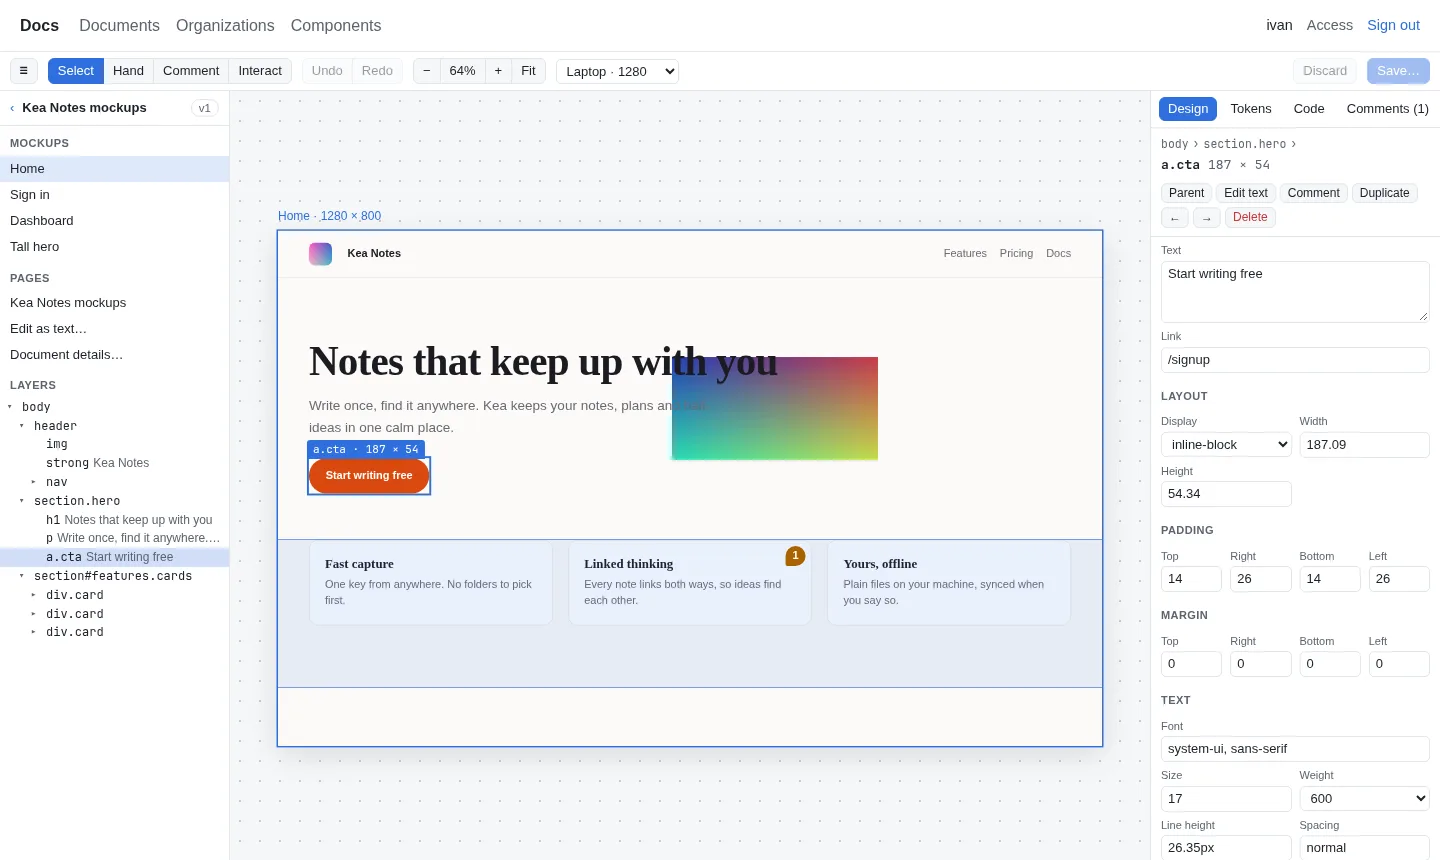 Docs Documents Organizations Components ivan Access Sign out
≡ Select Hand Comment Interact Undo Redo − 64% + Fit Laptop · 1280 Discard Save…
‹ Kea Notes mockups v1
MOCKUPS
Home
Sign in
Dashboard
Tall hero
PAGES
Kea Notes mockups
Edit as text…
Document details…
LAYERS
body
header
img
strong Kea Notes
nav
section.hero
h1 Notes that keep up with you
p Write once, find it anywhere.…
a.cta Start writing free
section#features.cards
div.card
div.card
div.card
Home · 1280 × 800
Kea Notes Features Pricing Docs
Notes that keep up with you
Write once, find it anywhere. Kea keeps your notes, plans and
ideas in one calm place.
a.cta · 187 × 54
Start writing free
Fast capture
One key from anywhere. No folders to pick
first.
Linked thinking
1
Every note links both ways, so ideas find
each other.
Yours, offline
Plain files on your machine, synced when
you say so.
Design Tokens Code Comments (1)
body › section.hero ›
a.cta 187 × 54
Parent Edit text Comment Duplicate
← → Delete
Text
Start writing free
Link
/signup
LAYOUT
Display Width
inline-block 187.09
Height
54.34
PADDING
Top Right Bottom Left
14 26 14 26
MARGIN
Top Right Bottom Left
0 0 0 0
TEXT
Font
system-ui, sans-serif
Size Weight
17 600
Line height Spacing
26.35px normal